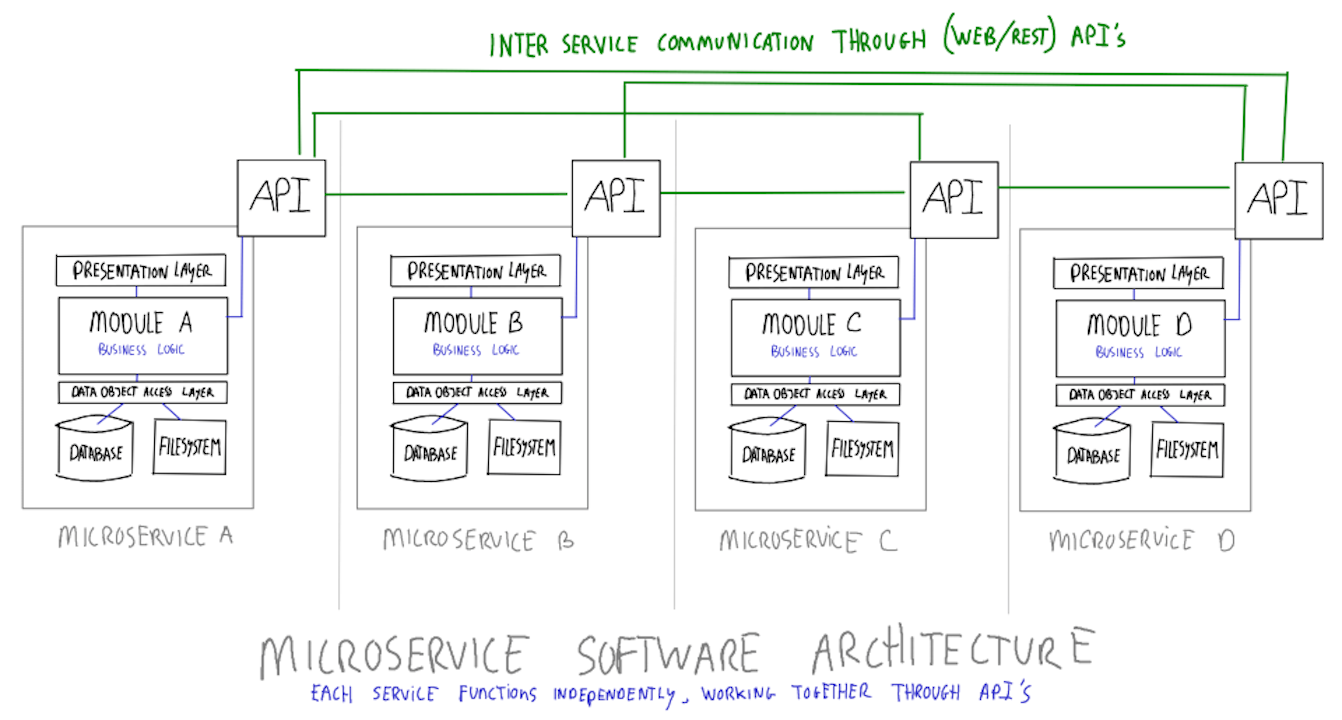 INTER SERVICE COMMUNICATION THROUGH (WEB/REST) API's
API
API
API
API
PRESENTATION LAYER
MODULE A
BUSINESS LOGIC
DATA OBJECT ACCESS LAYER
DATABASE
FILESYSTEM
MICROSERVICE A
PRESENTATION LAYER
MODULE B
BUSINESS LOGIC
DATA OBJECT ACCESS LAYER
DATABASE
FILESYSTEM
MICROSERVICE B
PRESENTATION LAYER
MODULE C
BUSINESS LOGIC
DATA OBJECT ACCESS LAYER
DATABASE
FILESYSTEM
MICROSERVICE C
PRESENTATION LAYER
MODULE D
BUSINESS LOGIC
DATA OBJECT ACCESS LAYER
DATABASE
FILESYSTEM
MICROSERVICE D
MICROSERVICE SOFTWARE ARCHITECTURE
EACH SERVICE FUNCTIONS INDEPENDENTLY, WORKING TOGETHER THROUGH API'S